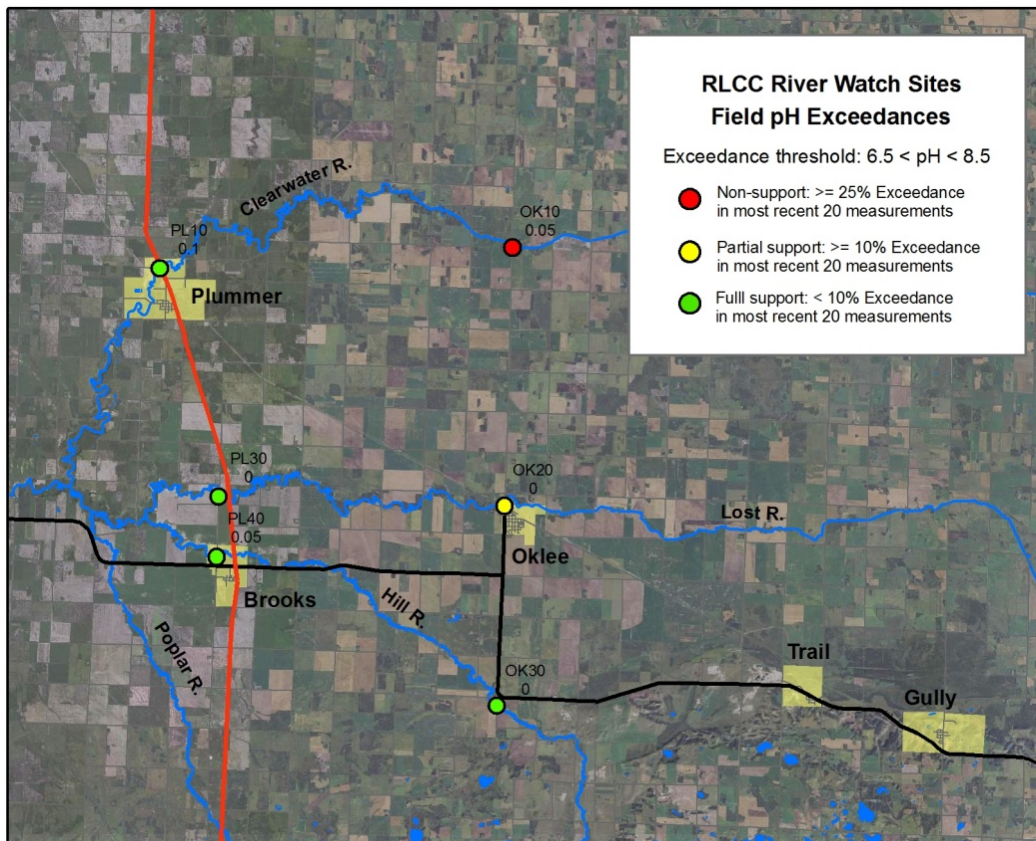 RLCC River Watch Sites
Field pH Exceedances
Exceedance threshold: 6.5 < pH < 8.5
Non-support: >= 25% Exceedance
in most recent 20 measurements
Partial support: >= 10% Exceedance
in most recent 20 measurements
Fulll support: < 10% Exceedance
in most recent 20 measurements
Clearwater R.
PL10
0.1
OK10
0.05
Plummer
PL30
0
OK20
0
Lost R.
PL40
0.05
Oklee
Brooks
Hill R.
Poplar R.
OK30
0
Trail
Gully